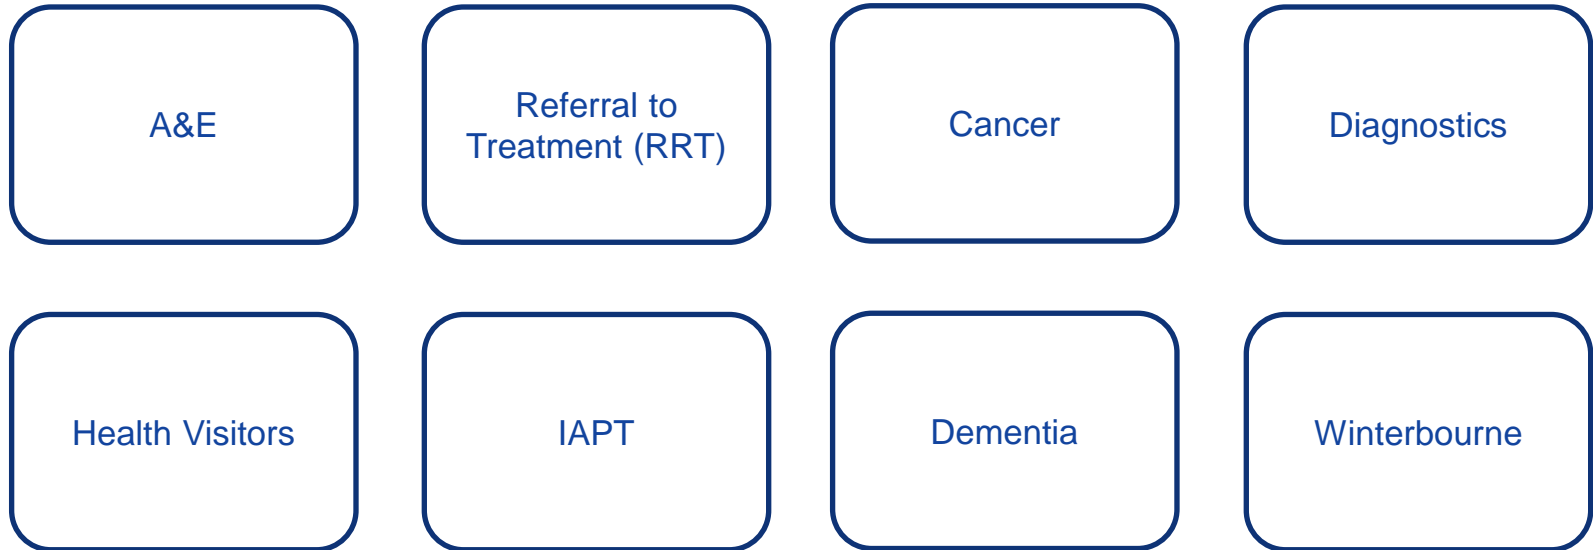 A&E
Referral to
Treatment (RRT)
Cancer
Diagnostics
Health Visitors
IAPT
Dementia
Winterbourne